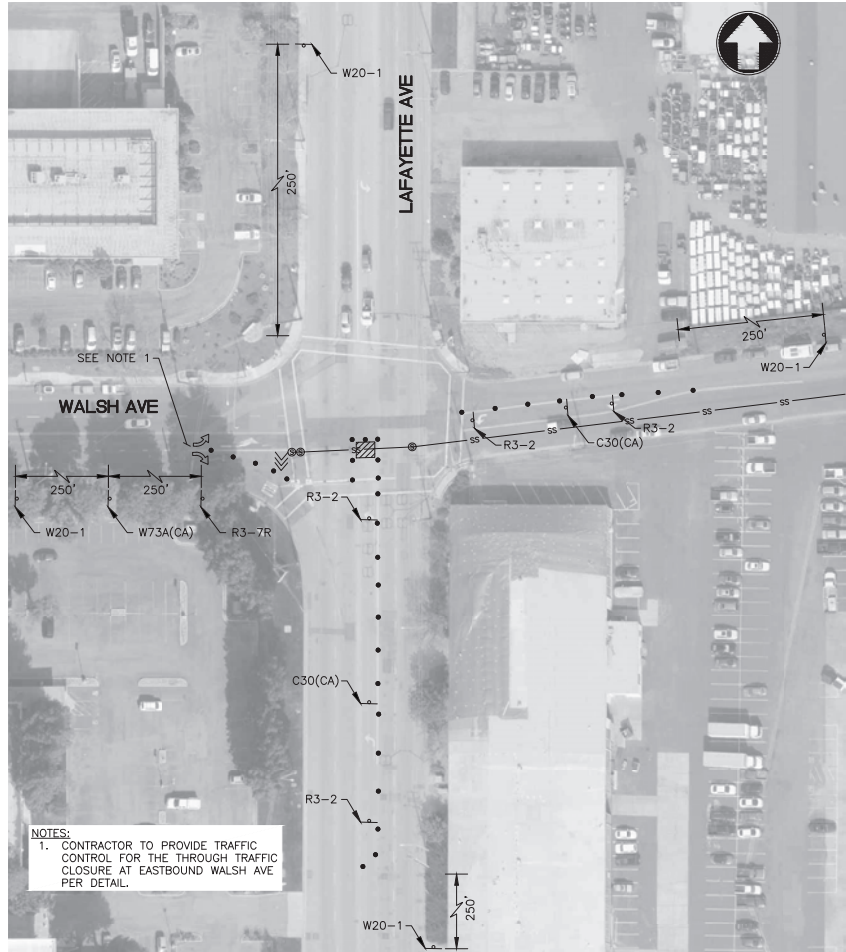 W20-1
LAFAYETTE AVE
250'
250'
W20-1
SEE NOTE 1
WALSH AVE
R3-2
C30(CA)
R3-2
SS
SS
SS
SS
SS
S
S
S
250'
250'
W20-1
W73A(CA)
R3-7R
R3-2
C30(CA)
R3-2
NOTES:
1. CONTRACTOR TO PROVIDE TRAFFIC
CONTROL FOR THE THROUGH TRAFFIC
CLOSURE AT EASTBOUND WALSH AVE
PER DETAIL.
250'
W20-1